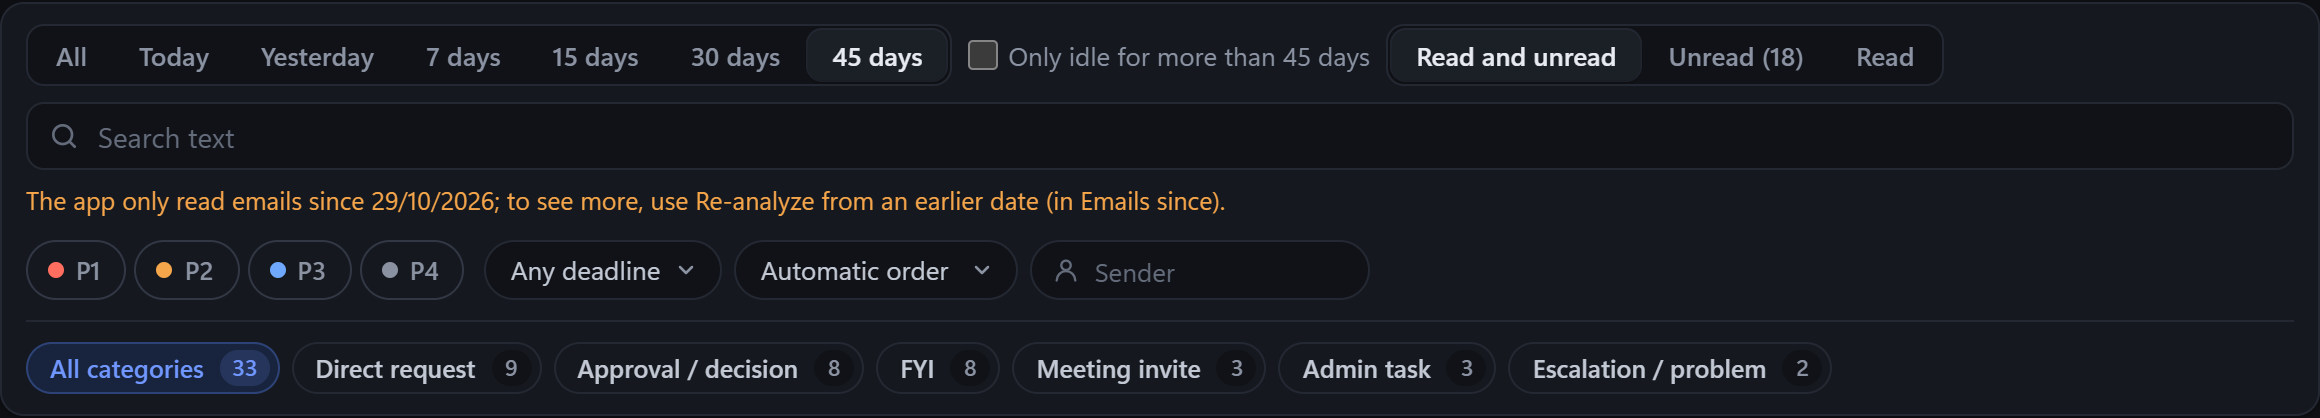 All Today Yesterday 7 days 15 days 30 days 45 days Only idle for more than 45 days Read and unread Unread (18) Read
Search text
The app only read emails since 29/10/2026; to see more, use Re-analyze from an earlier date (in Emails since).
P1 P2 P3 P4 Any deadline Automatic order Sender
All categories 33 Direct request 9 Approval / decision 8 FYI 8 Meeting invite 3 Admin task 3 Escalation / problem 2